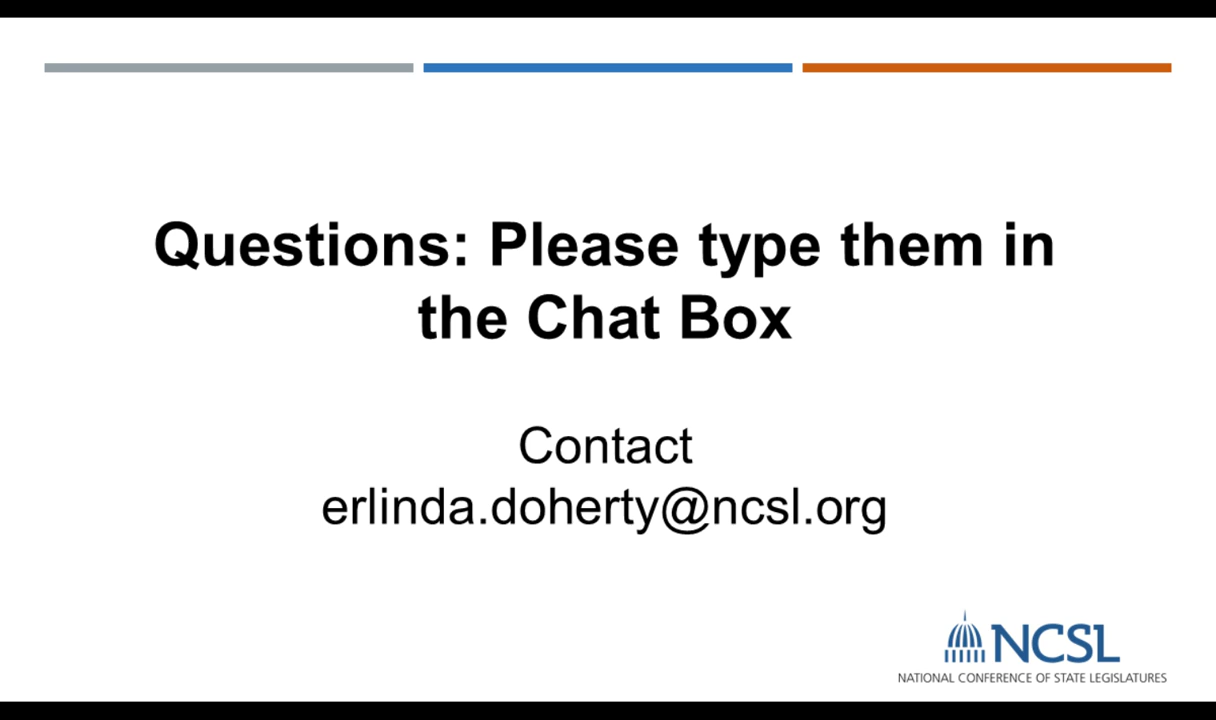 Questions: Please type them in
the Chat Box
Contact
erlinda.doherty@ncsl.org
NCSL
NATIONAL CONFERENCE OF STATE LEGISLATURES